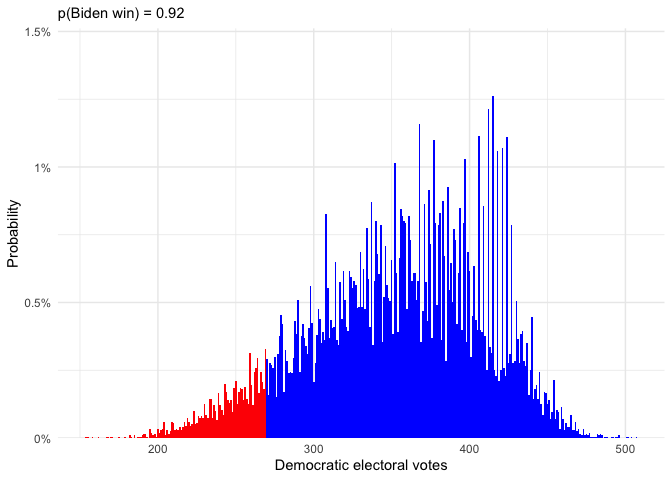 p(Biden win) = 0.92
1.5%
1%
0.5%
0%
Probability
200 300 400 500
Democratic electoral votes